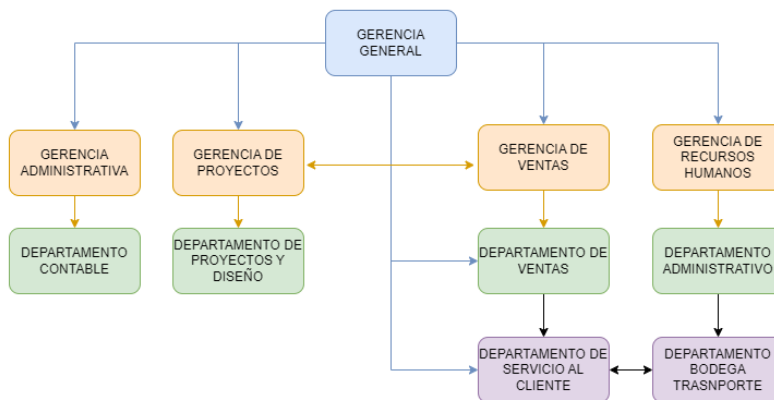 GERENCIA
GENERAL
GERENCIA
ADMINISTRATIVA
GERENCIA DE
PROYECTOS
GERENCIA DE
VENTAS
GERENCIA DE
RECURSOS
HUMANOS
DEPARTAMENTO
CONTABLE
DEPARTAMENTO DE
PROYECTOS Y
DISEÑO
DEPARTAMENTO DE
VENTAS
DEPARTAMENTO
ADMINISTRATIVO
DEPARTAMENTO DE
SERVICIO AL
CLIENTE
DEPARTAMENTO
BODEGA
TRASNPORTE